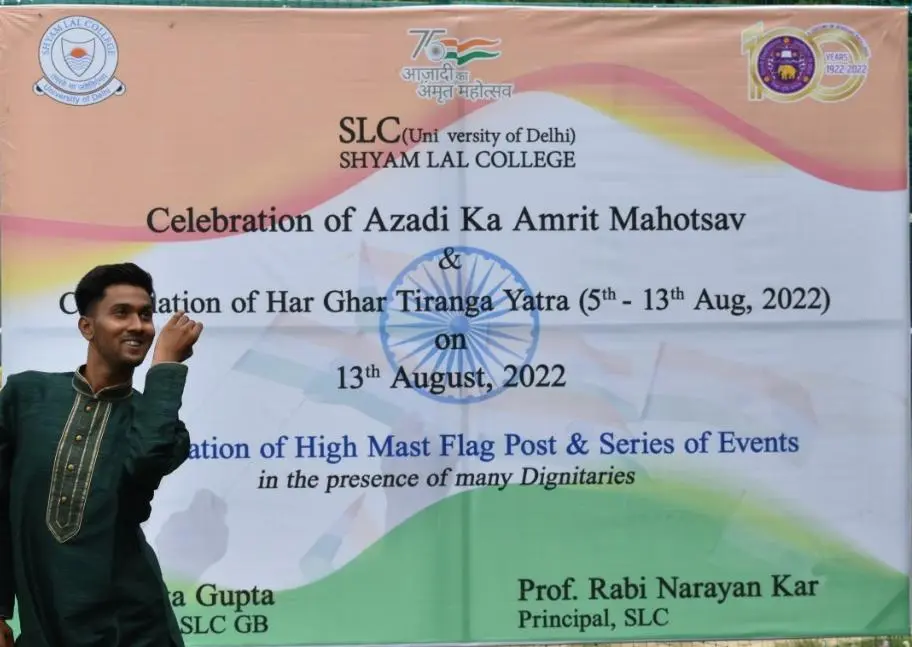 SHYAM LAL COLLEGE
University of Delhi
75
आज़ादी का
अमृत महोत्सव
100
YEARS
1922-2022
SLC (Uni versity of Delhi)
SHYAM LAL COLLEGE
Celebration of Azadi Ka Amrit Mahotsav
&
ation of Har Ghar Tiranga Yatra (5th - 13th Aug, 2022)
on
13th August, 2022
ation of High Mast Flag Post & Series of Events
in the presence of many Dignitaries
a Gupta
SLC GB
Prof. Rabi Narayan Kar
Principal, SLC